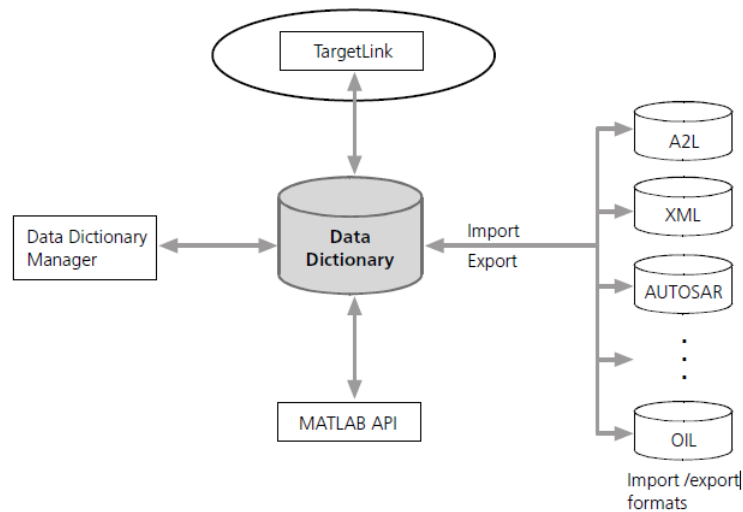 TargetLink
A2L
XML
Data Dictionary
Manager
Data
Dictionary
Import
Export
AUTOSAR
MATLAB API
OIL
Import /export
formats